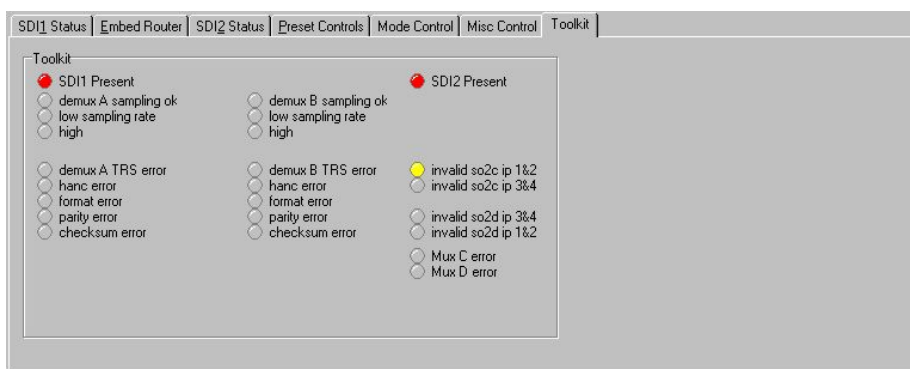 SDI1 Status Embed Router SDI2 Status Preset Controls Mode Control Misc Control Toolkit
Toolkit
SDI1 Present SDI2 Present
demux A sampling ok demux B sampling ok
low sampling rate low sampling rate
high high
demux A TRS error demux B TRS error invalid so2c ip 1&2
hanc error hanc error invalid so2c ip 3&4
format error format error
parity error parity error invalid so2d ip 3&4
checksum error checksum error invalid so2d ip 1&2
Mux C error
Mux D error